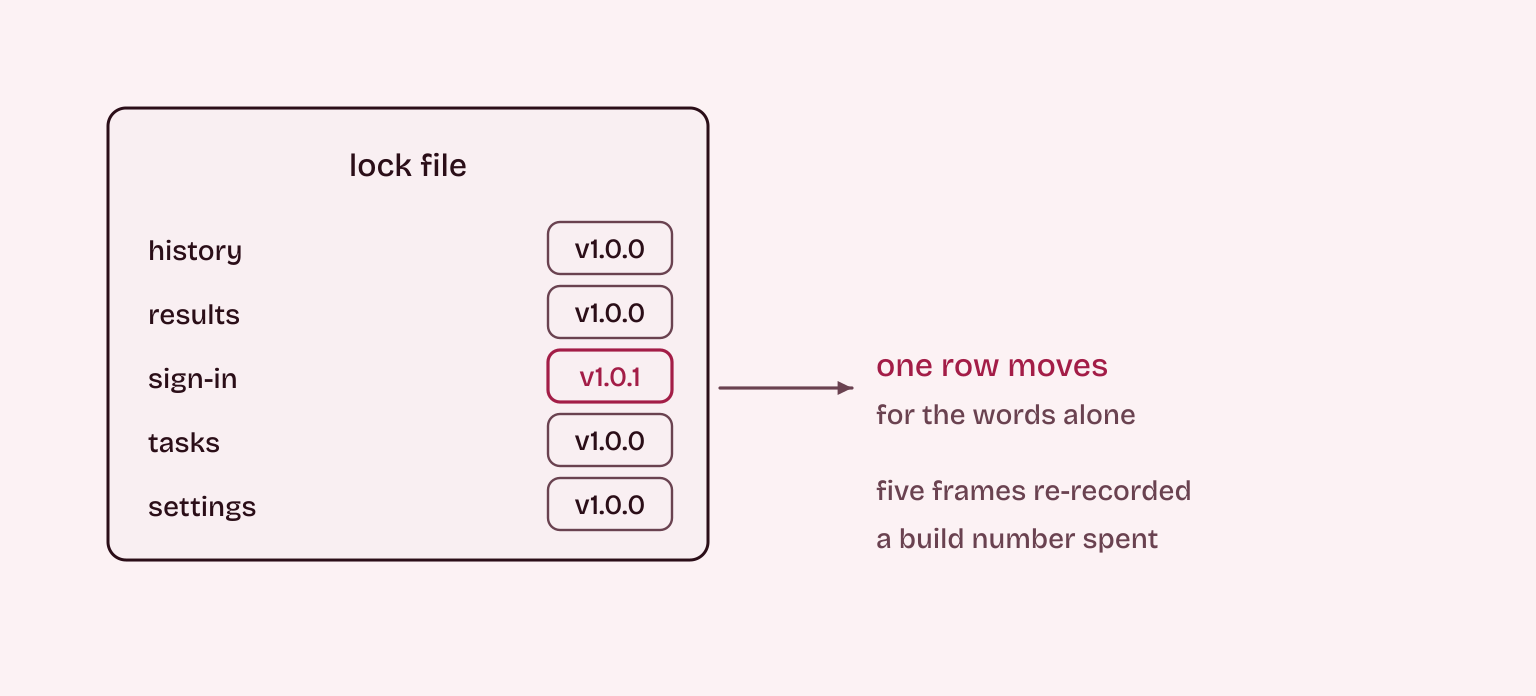 lock file
history v1.0.0
results v1.0.0
sign-in v1.0.1
tasks v1.0.0
settings v1.0.0
one row moves
for the words alone
five frames re-recorded
a build number spent